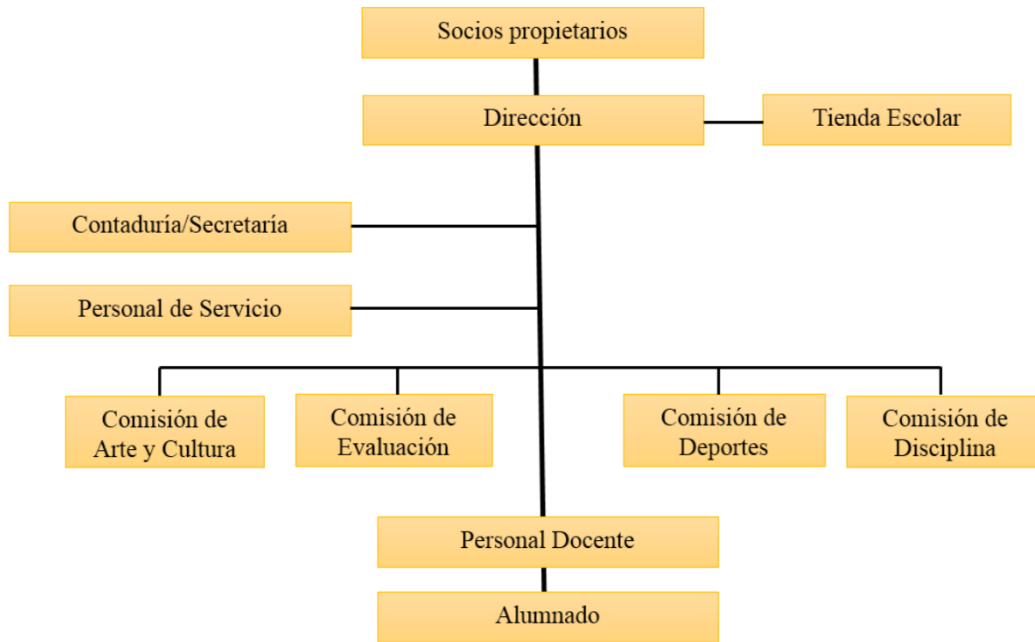 Socios propietarios
Dirección
Tienda Escolar
Contaduría/Secretaría
Personal de Servicio
Comisión de
Arte y Cultura
Comisión de
Evaluación
Comisión de
Deportes
Comisión de
Disciplina
Personal Docente
Alumnado